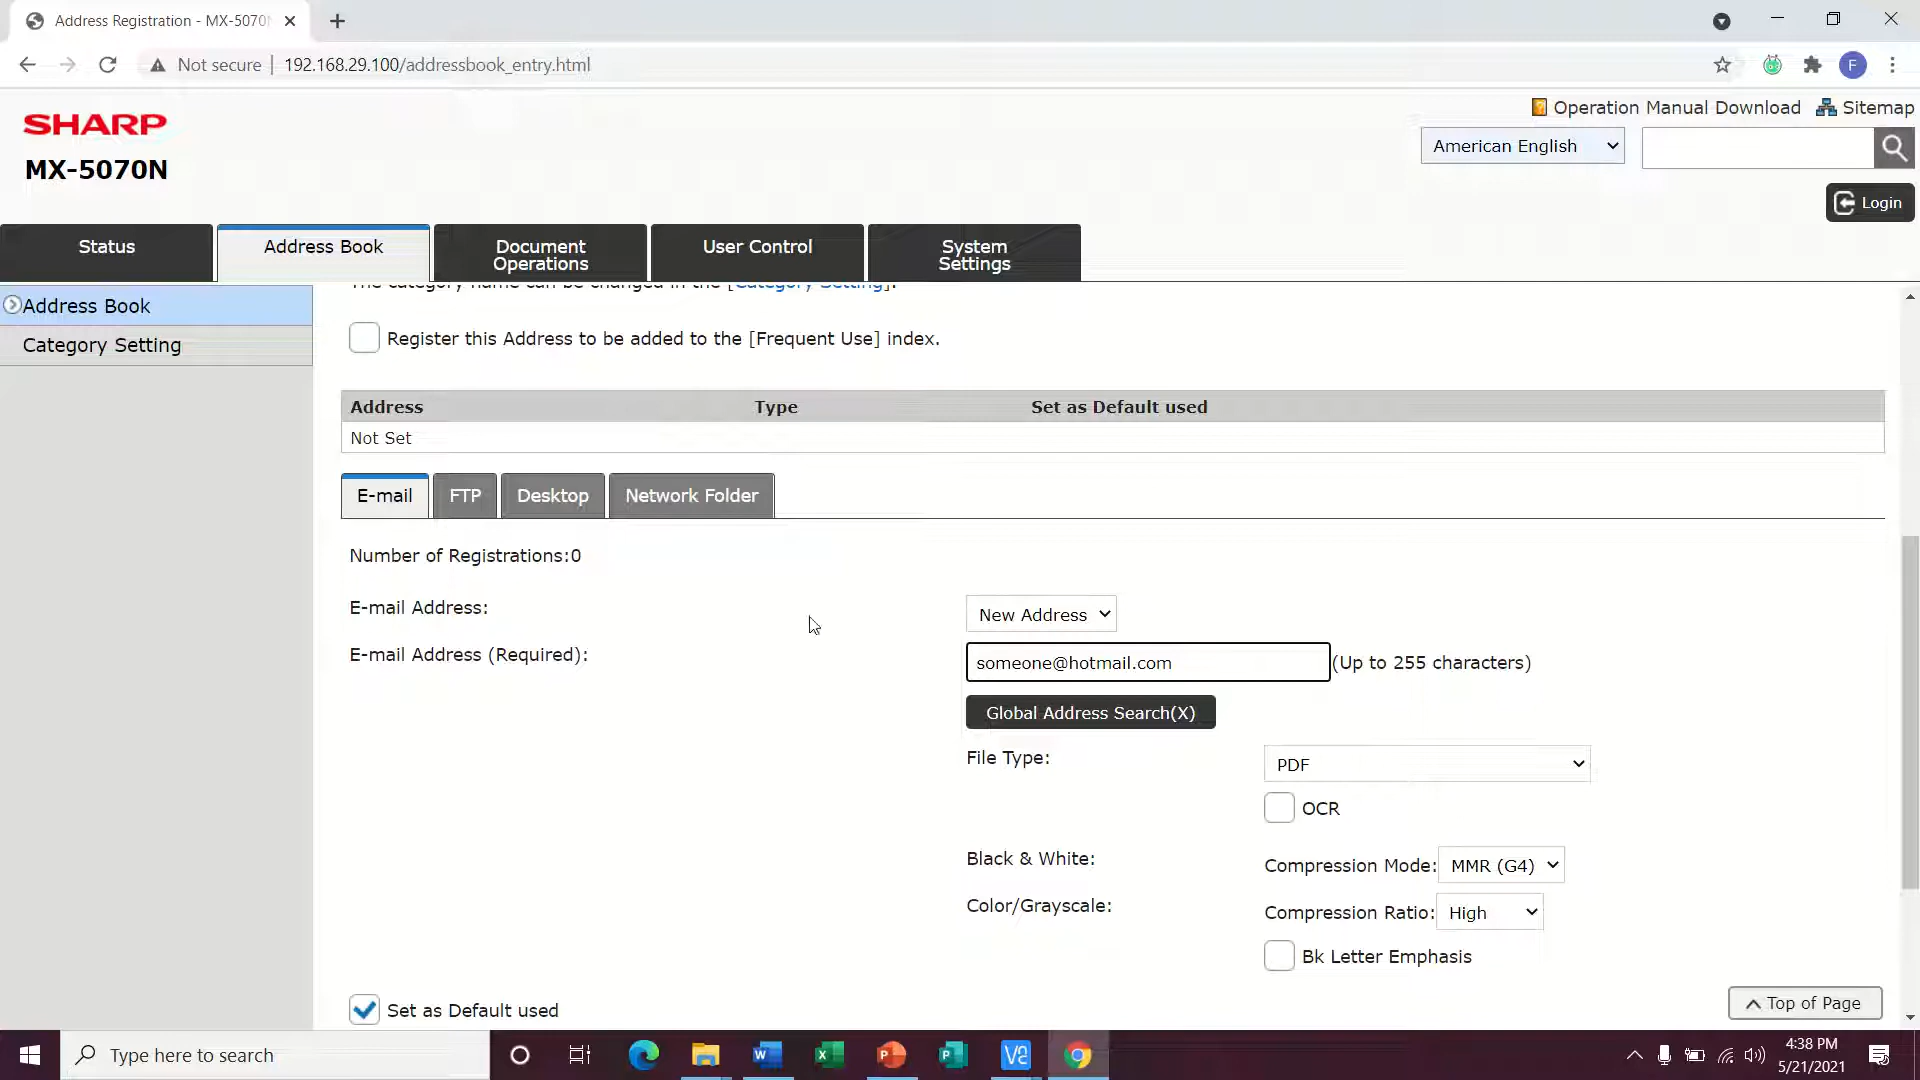 Address Registration - MX-5070
Not secure | 192.168.29.100/addressbook_entry.html
F
Operation Manual Download Sitemap
SHARP
MX-5070N
American English
Login
Status
Address Book
Document Operations
User Control
System Settings
Address Book
Category Setting
The category name can be changed in the [Category Setting].
Register this Address to be added to the [Frequent Use] index.
Address Type Set as Default used
Not Set
E-mail FTP Desktop Network Folder
Number of Registrations:0
E-mail Address: New Address
E-mail Address (Required): someone@hotmail.com (Up to 255 characters)
Global Address Search(X)
File Type: PDF
OCR
Black & White: Compression Mode: MMR (G4)
Color/Grayscale: Compression Ratio: High
Bk Letter Emphasis
Set as Default used
Top of Page
Type here to search
4:38 PM
5/21/2021